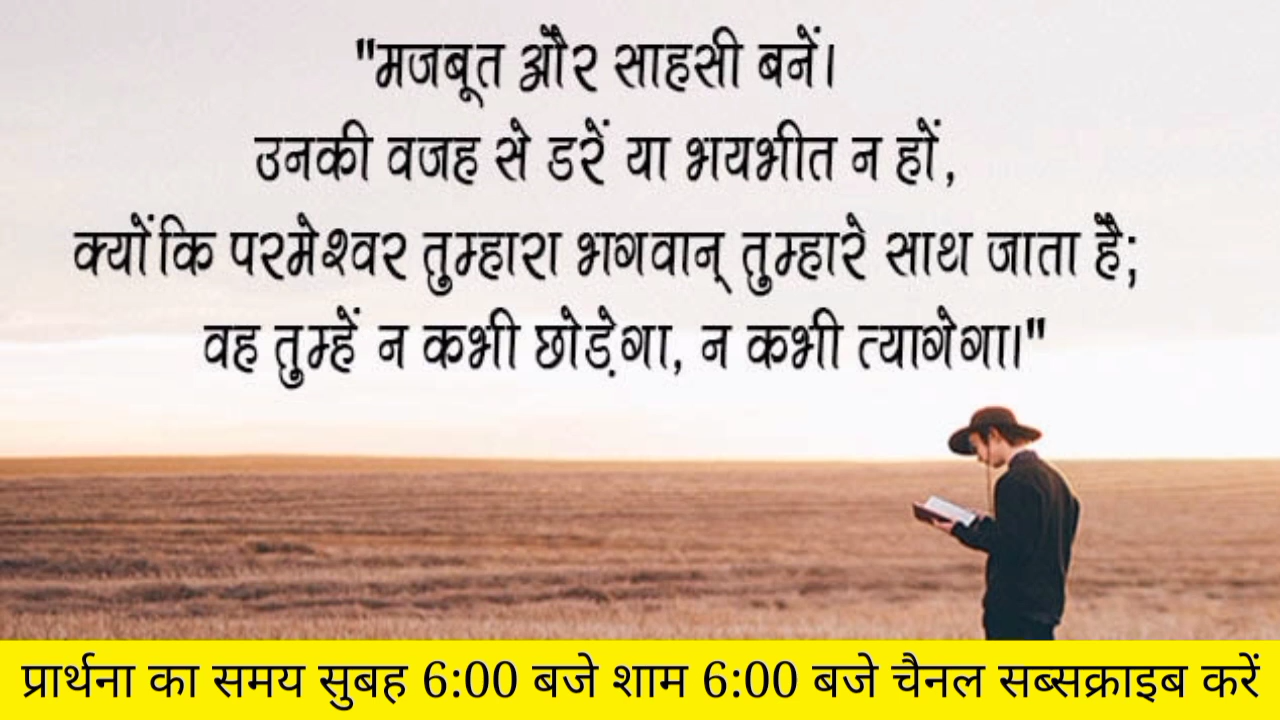 "मजबूत और साहसी बनें।
उनकी वजह से डरें या भयभीत न हों,
क्योंकि परमेश्वर तुम्हारा भगवान् तुम्हारे साथ जाता है;
वह तुम्हें न कभी छोड़ेगा, न कभी त्यागेगा।"
प्रार्थना का समय सुबह 6:00 बजे शाम 6:00 बजे चैनल सब्सक्राइब करें